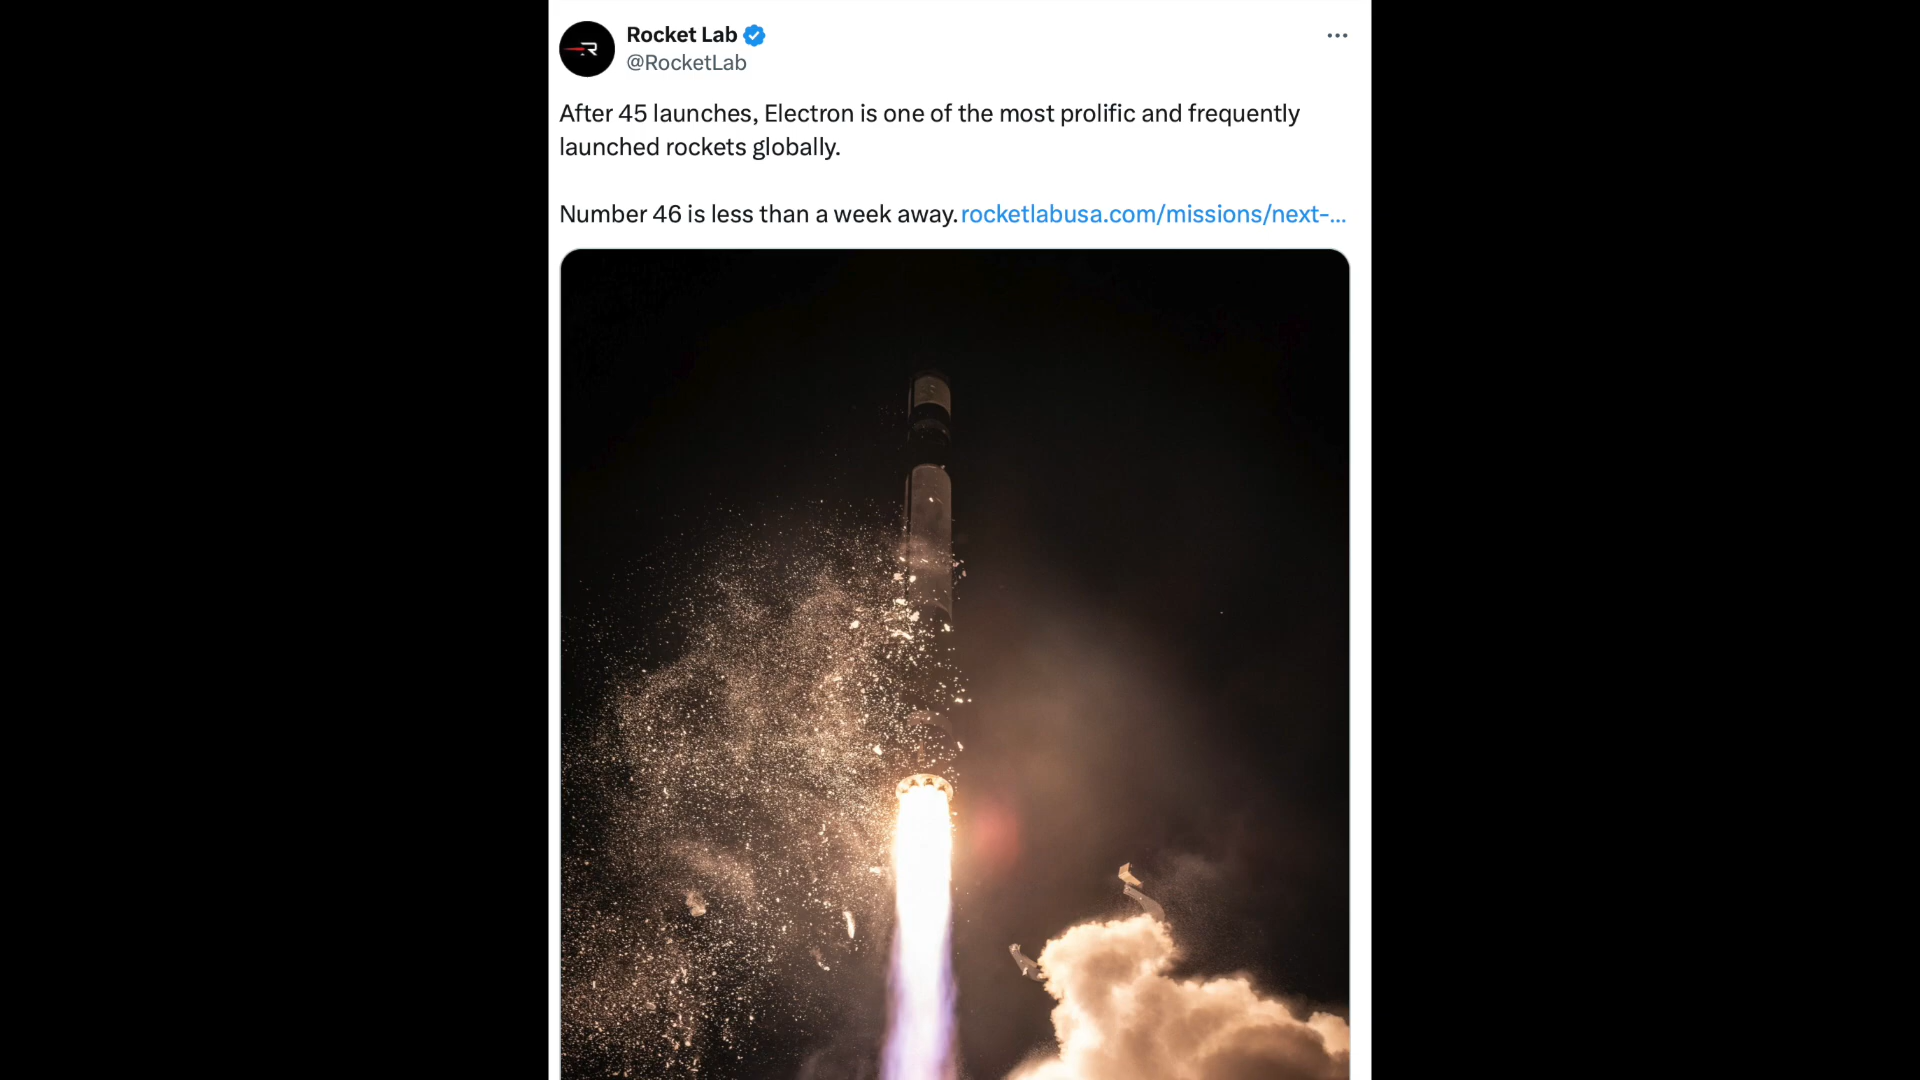 Rocket Lab
@RocketLab
After 45 launches, Electron is one of the most prolific and frequently
launched rockets globally.
Number 46 is less than a week away. rocketlabusa.com/missions/next-...